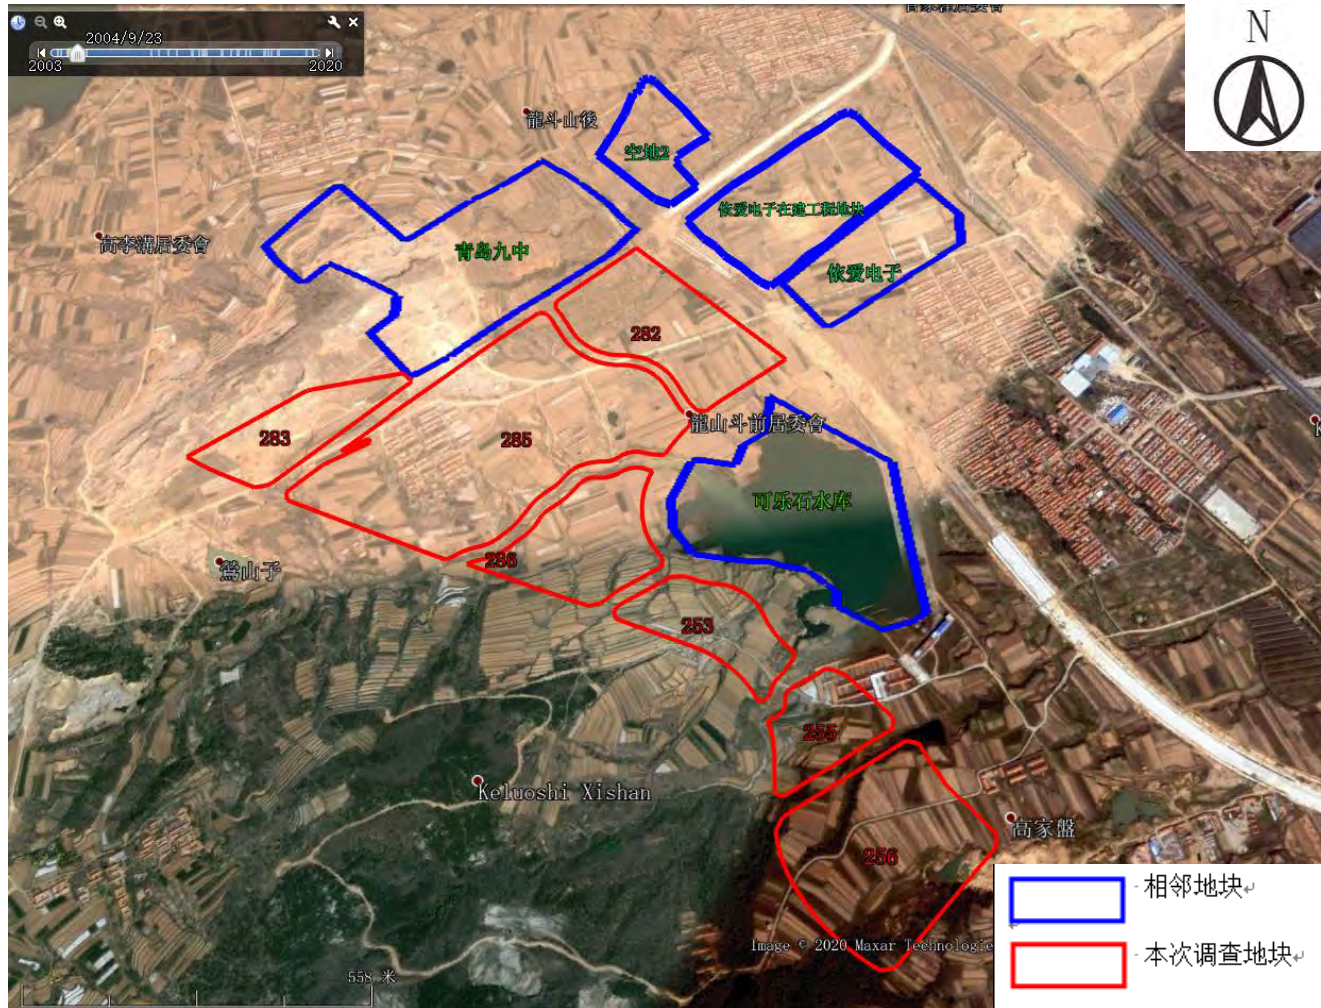 2004/9/23
2003
2020
N
龍斗山後
空地2
依爱电子在建工程地块
高李溝居委會
青岛九中
依爱电子
282
龍山斗前居委會
283
285
可乐石水库
286
鶯山子
253
255
Keluoshi Xishan
高家盤
256
相邻地块
Image © 2020 Maxar Technologie
本次调查地块
558 米